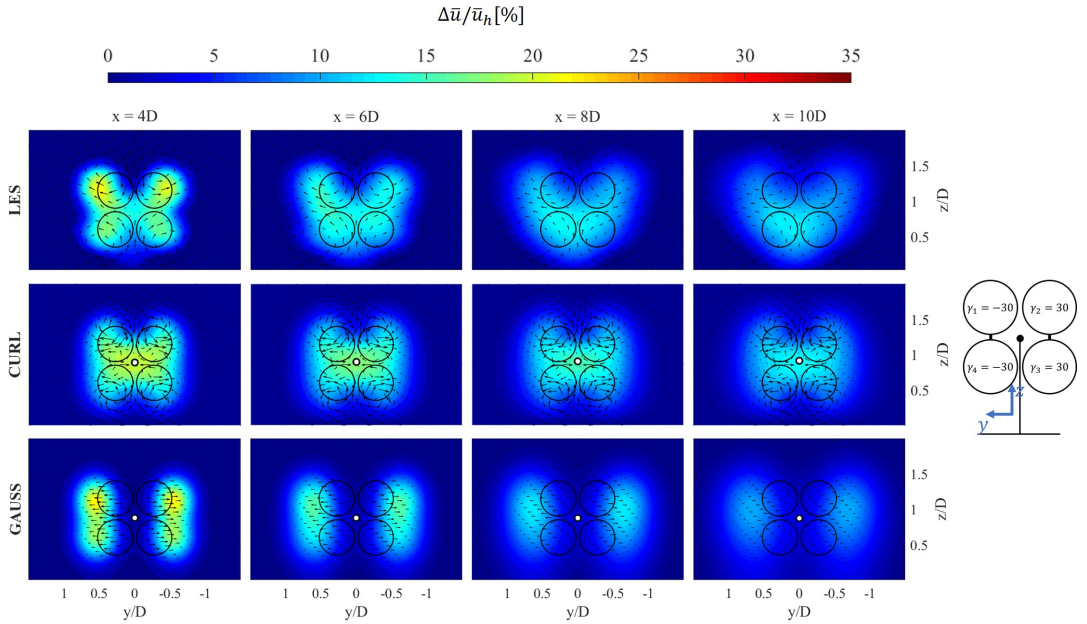 Δū/ū_h[%]
0 5 10 15 20 25 30 35
x = 4D x = 6D x = 8D x = 10D
LES
1.5
1
0.5
z/D
CURL
1.5
1
0.5
z/D
γ₁ = −30 γ₂ = 30
γ₄ = −30 γ₃ = 30
z
y
GAUSS
1.5
1
0.5
z/D
1 0.5 0 -0.5 -1 1 0.5 0 -0.5 -1 1 0.5 0 -0.5 -1 1 0.5 0 -0.5 -1
y/D y/D y/D y/D